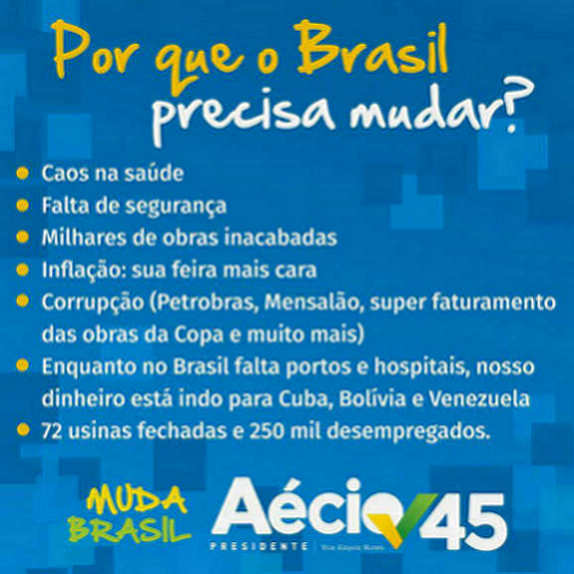 Por que o Brasil
precisa mudar?
Caos na saúde
Falta de segurança
Milhares de obras inacabadas
Inflação: sua feira mais cara
Corrupção (Petrobras, Mensalão, super faturamento
das obras da Copa e muito mais)
Enquanto no Brasil falta portos e hospitais, nosso
dinheiro está indo para Cuba, Bolívia e Venezuela
72 usinas fechadas e 250 mil desempregados.
MUDA
BRASIL
Aécio 45
PRESIDENTE